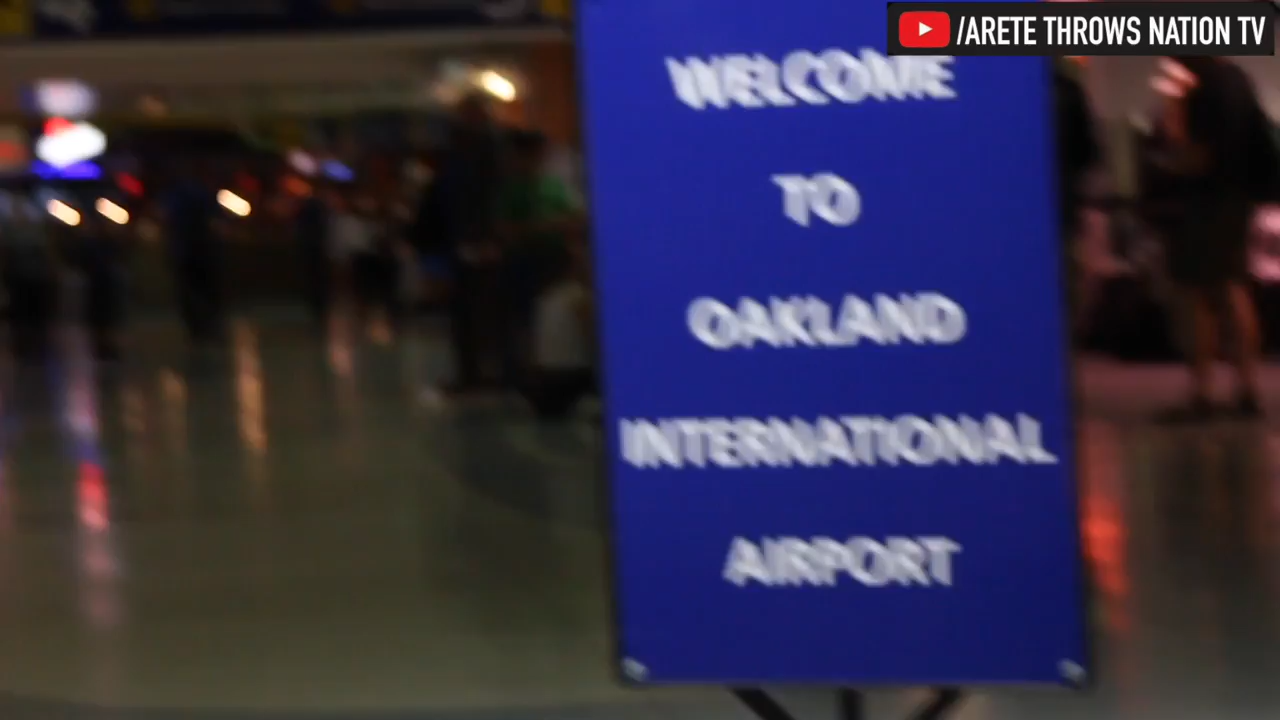 /ARETE THROWS NATION TV
WELCOME
TO
OAKLAND
INTERNATIONAL
AIRPORT